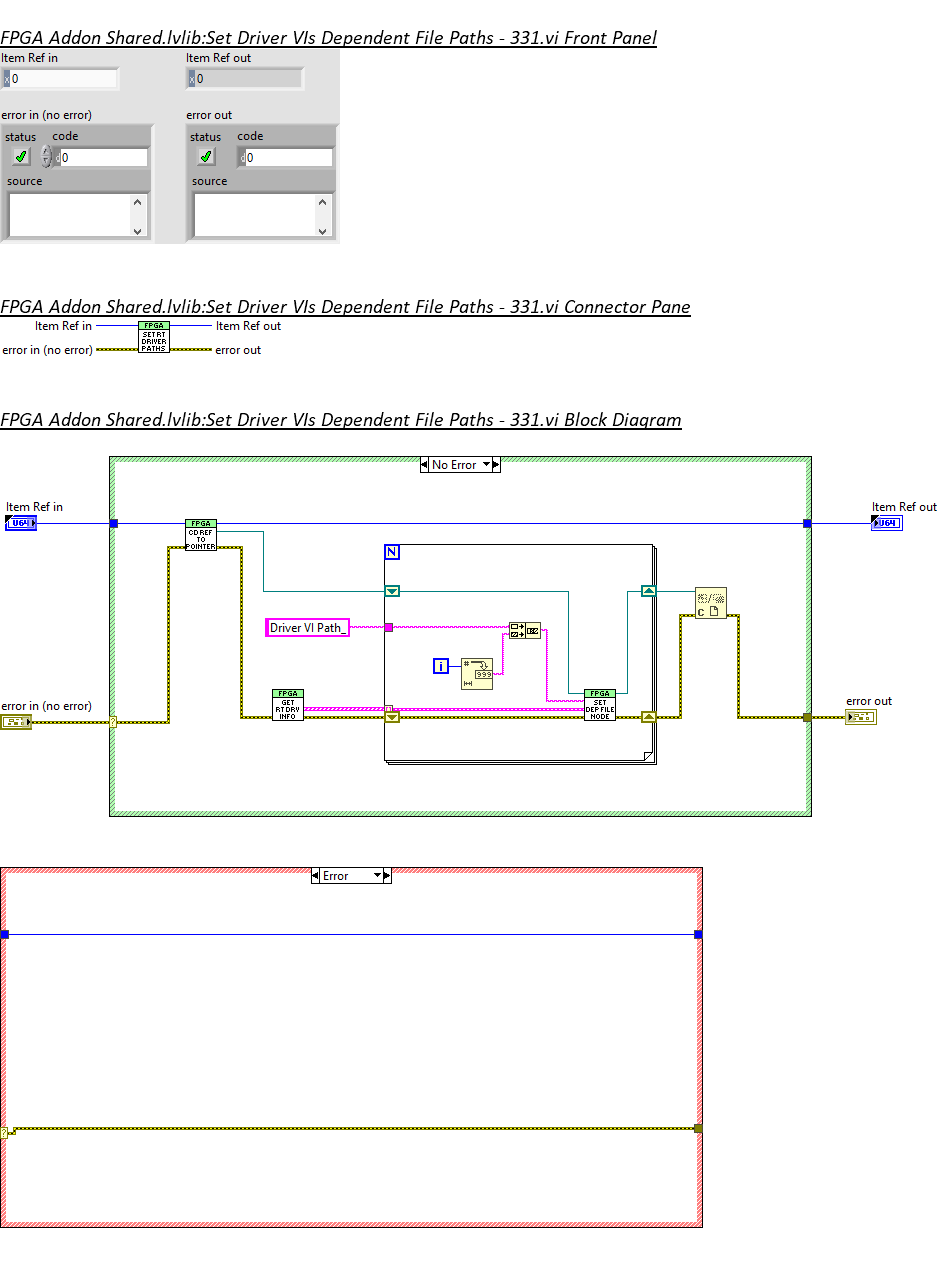 FPGA Addon Shared.lvlib:Set Driver VIs Dependent File Paths - 331.vi Front Panel
Item Ref in
Item Ref out
x 0
x 0
error in (no error)
error out
status code
status code
d 0
d 0
source
source
FPGA Addon Shared.lvlib:Set Driver VIs Dependent File Paths - 331.vi Connector Pane
Item Ref in
FPGA
SET RT
DRIVER
PATHS
Item Ref out
error in (no error)
error out
FPGA Addon Shared.lvlib:Set Driver VIs Dependent File Paths - 331.vi Block Diagram
No Error
Item Ref in
U64
Item Ref out
U64
FPGA
CD REF
TO
POINTER
N
Driver VI Path_
i
#
999
C
FPGA
GET
RT DRV
INFO
FPGA
SET
DEP FILE
NODE
error in (no error)
?
error out
Error
?